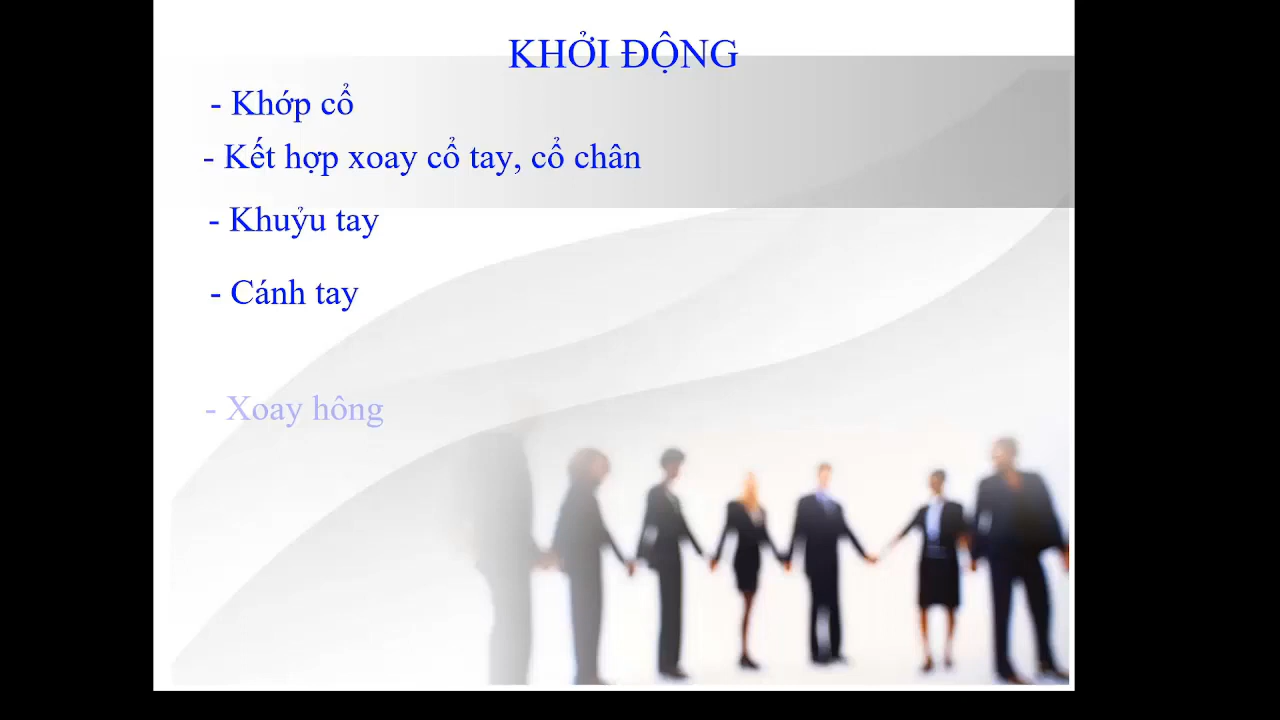 KHỞI ĐỘNG
- Khớp cổ
- Kết hợp xoay cổ tay, cổ chân
- Khuỷu tay
- Cánh tay
- Xoay hông